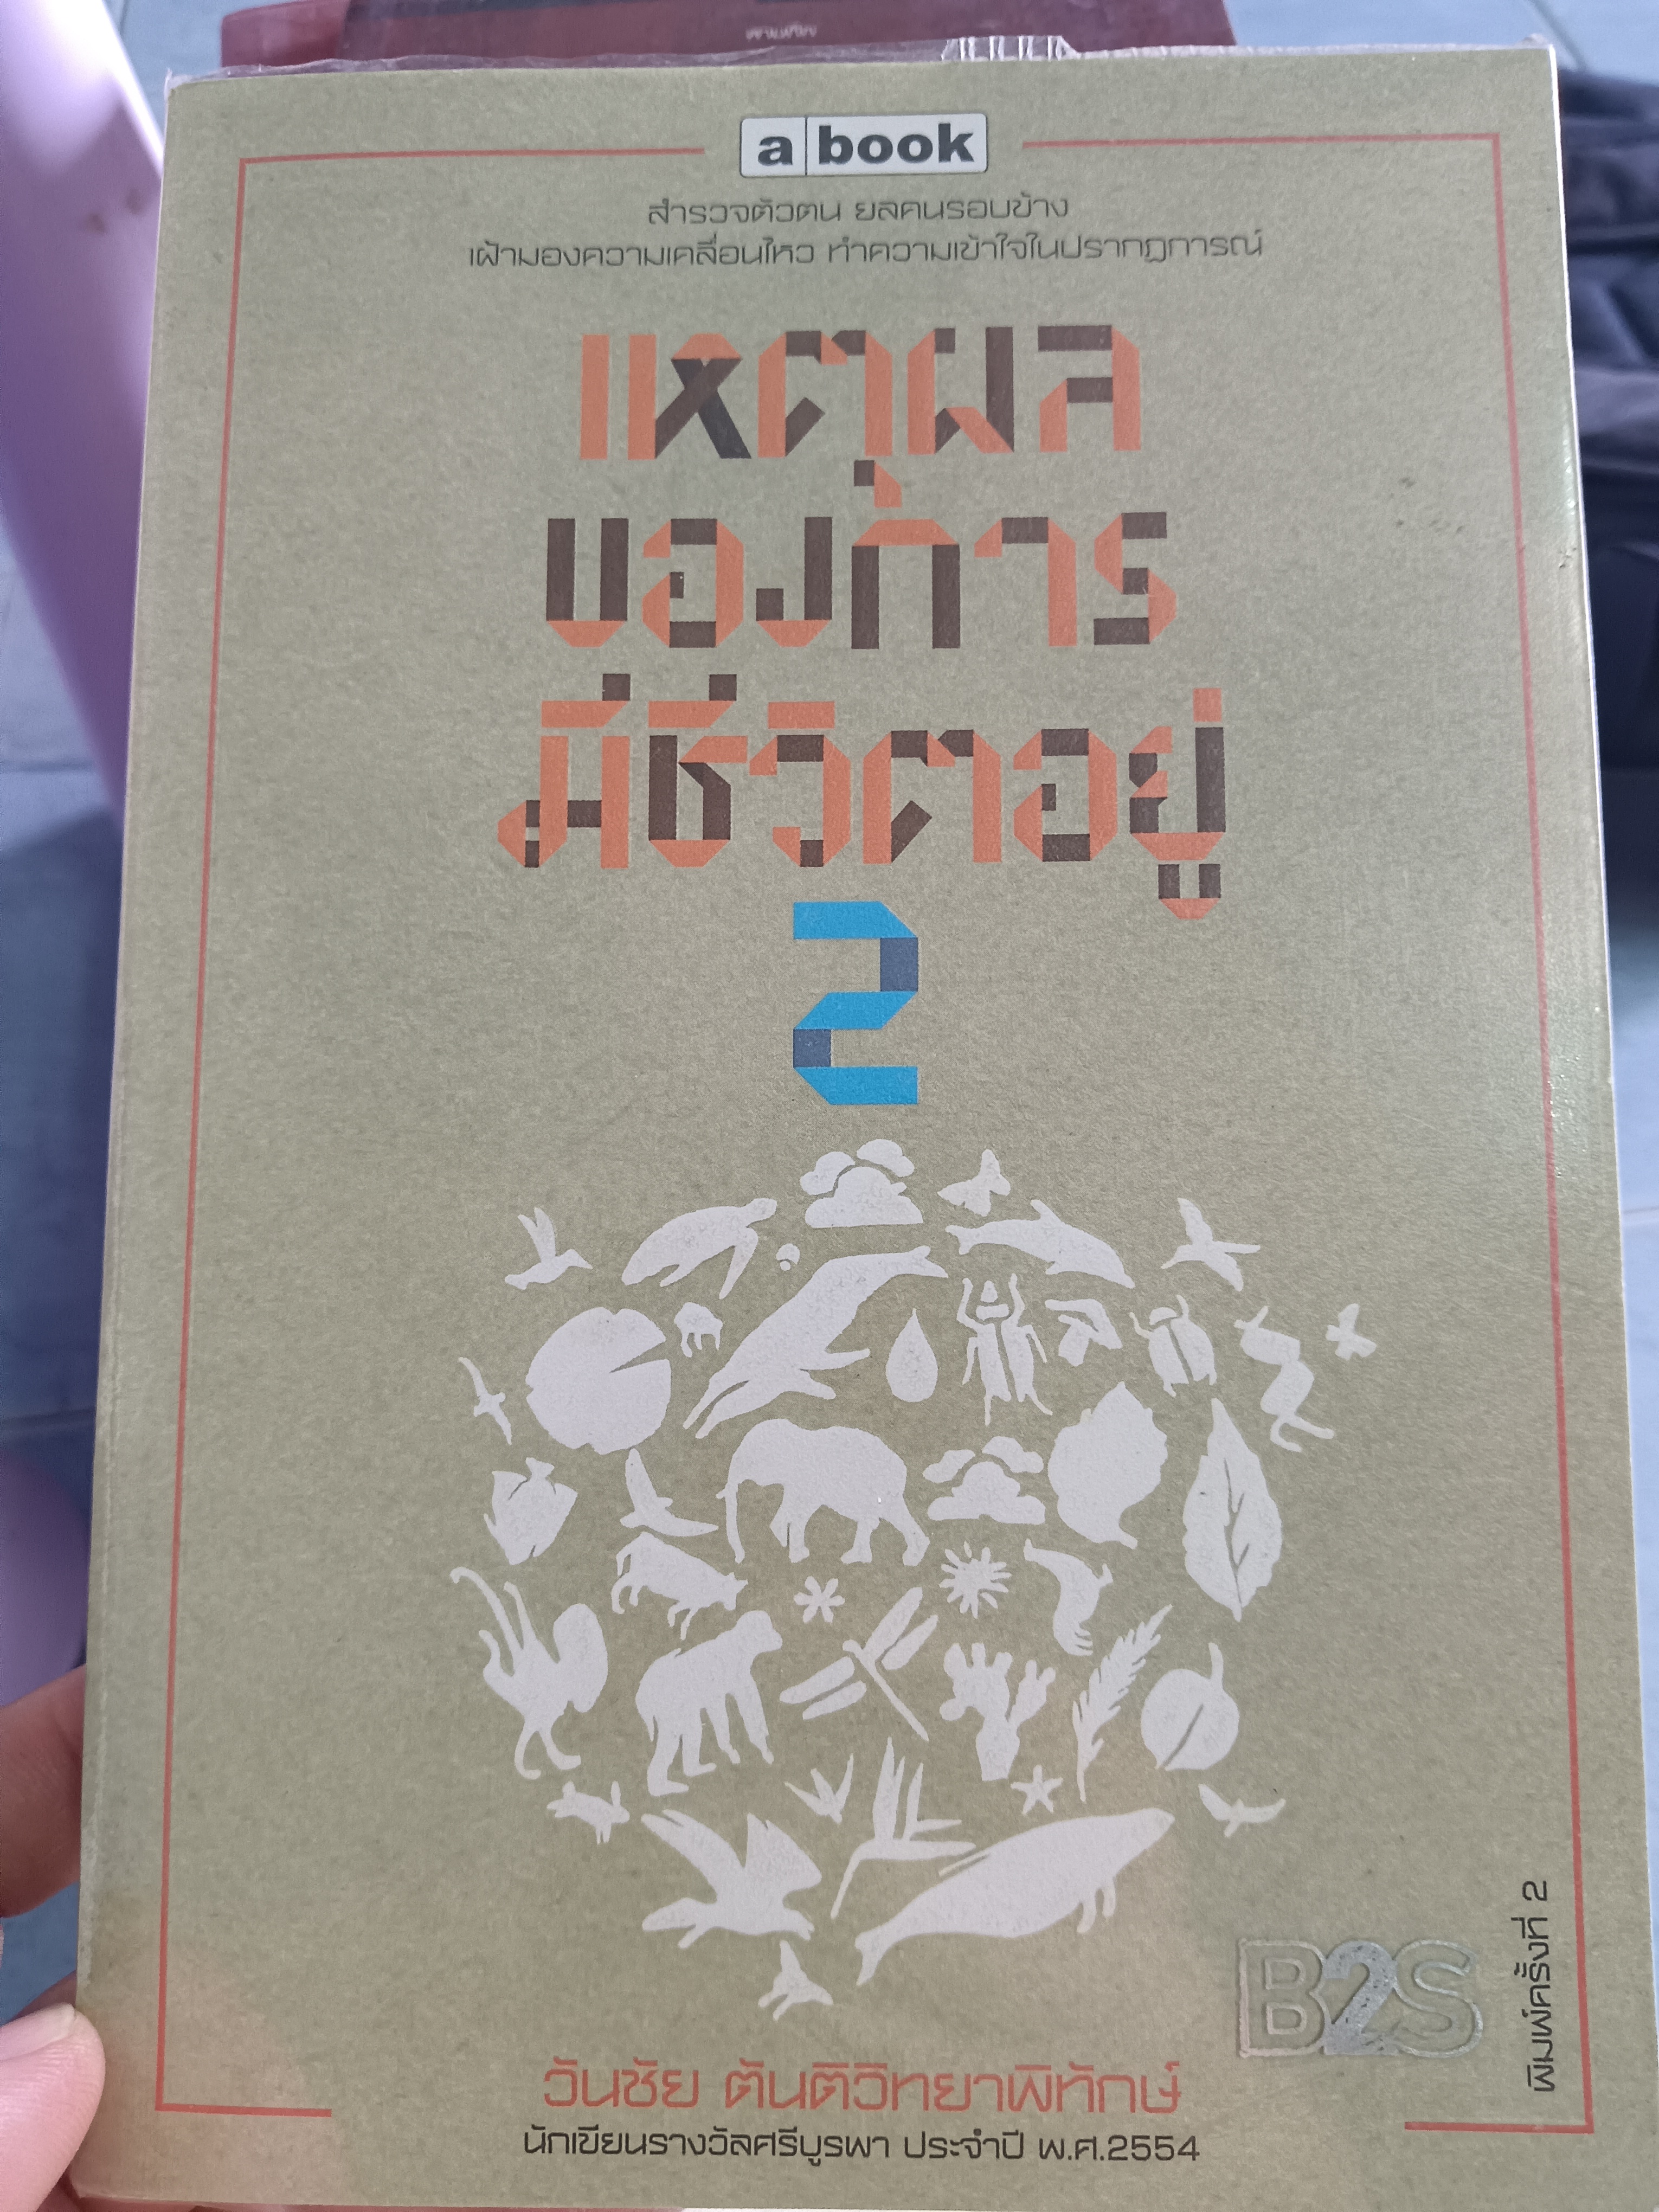 a book
สำรวจตัวตน ยลคนรอบข้าง
เฝ้ามองความเคลื่อนไหว ทำความเข้าใจในปรากฏการณ์
เหตุผล
ของการ
มีชีวิตอยู่
2
B2S
พิมพ์ครั้งที่ 2
วันชัย ตันติวิทยาพิทักษ์
นักเขียนรางวัลศรีบูรพา ประจำปี พ.ศ.2554